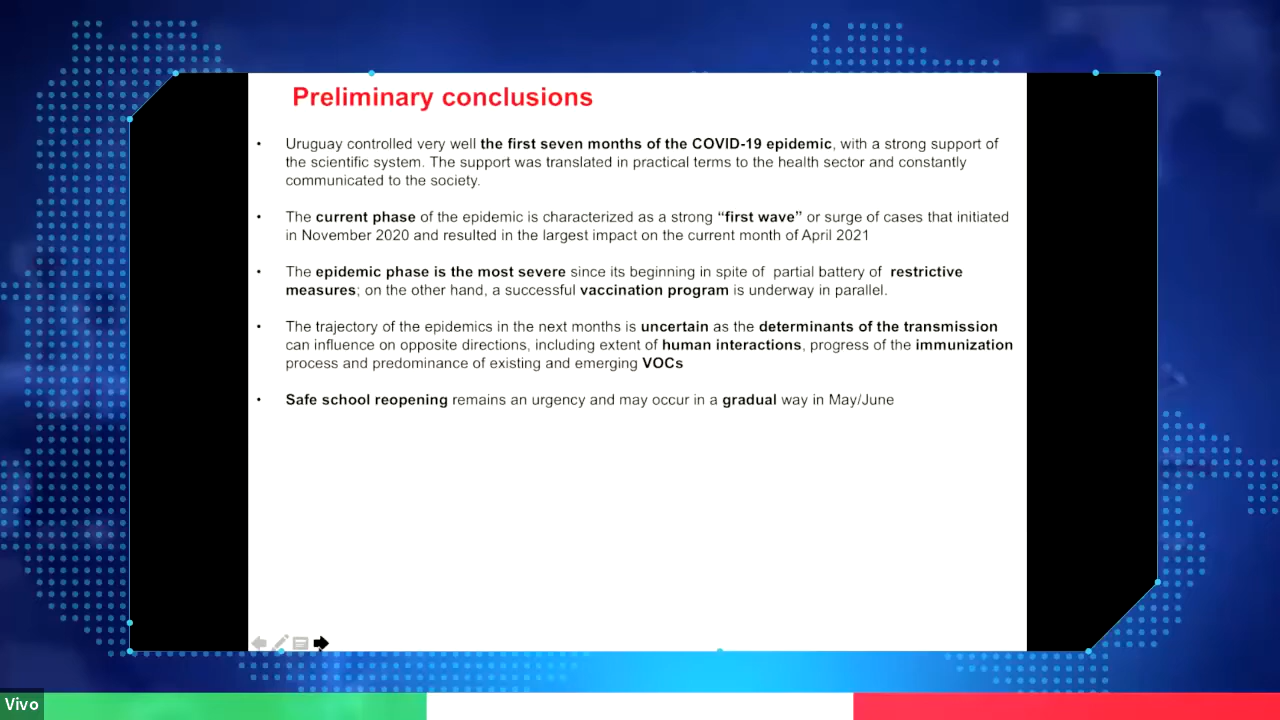 Preliminary conclusions
• Uruguay controlled very well the first seven months of the COVID-19 epidemic, with a strong support of
the scientific system. The support was translated in practical terms to the health sector and constantly
communicated to the society.
• The current phase of the epidemic is characterized as a strong “first wave” or surge of cases that initiated
in November 2020 and resulted in the largest impact on the current month of April 2021
• The epidemic phase is the most severe since its beginning in spite of partial battery of restrictive
measures; on the other hand, a successful vaccination program is underway in parallel.
• The trajectory of the epidemics in the next months is uncertain as the determinants of the transmission
can influence on opposite directions, including extent of human interactions, progress of the immunization
process and predominance of existing and emerging VOCs
• Safe school reopening remains an urgency and may occur in a gradual way in May/June
Vivo